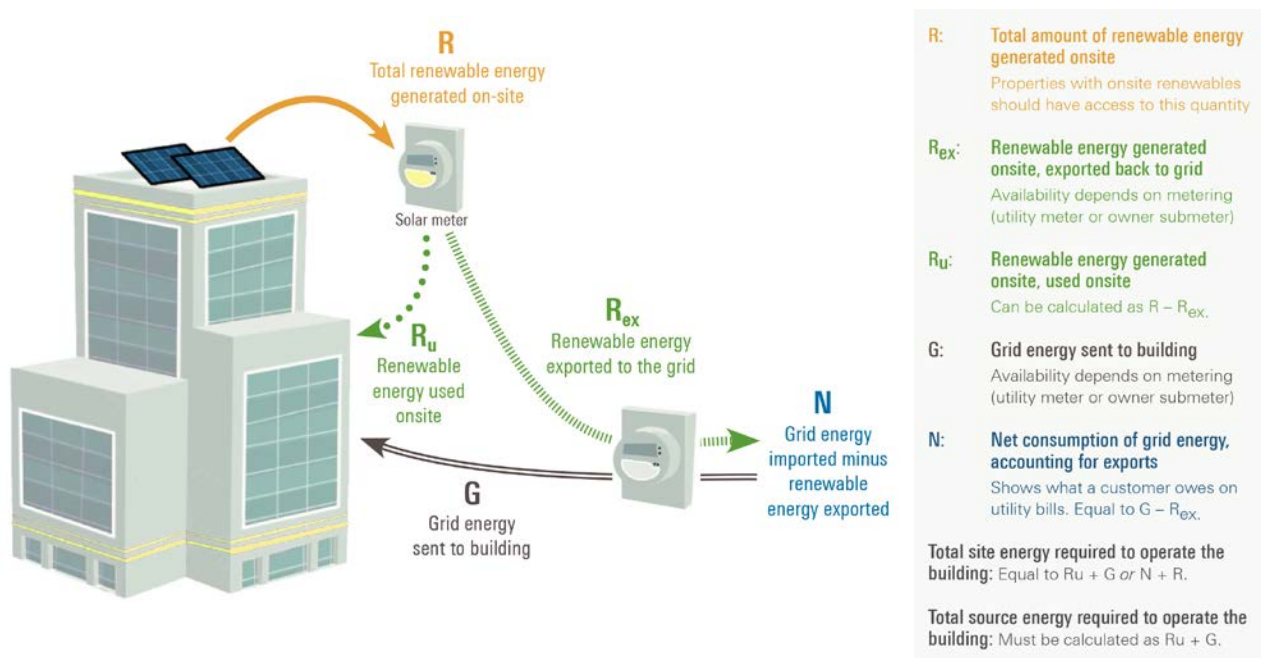 R
Total renewable energy
generated on-site
Solar meter
Ru
Renewable
energy used
onsite
Rex
Renewable energy
exported to the grid
G
Grid energy
sent to building
N
Grid energy
imported minus
renewable
energy exported
R: Total amount of renewable energy
generated onsite
Properties with onsite renewables
should have access to this quantity
Rex: Renewable energy generated
onsite, exported back to grid
Availability depends on metering
(utility meter or owner submeter)
Ru: Renewable energy generated
onsite, used onsite
Can be calculated as R – Rex.
G: Grid energy sent to building
Availability depends on metering
(utility meter or owner submeter)
N: Net consumption of grid energy,
accounting for exports
Shows what a customer owes on
utility bills. Equal to G – Rex.
Total site energy required to operate the
building: Equal to Ru + G or N + R.
Total source energy required to operate the
building: Must be calculated as Ru + G.